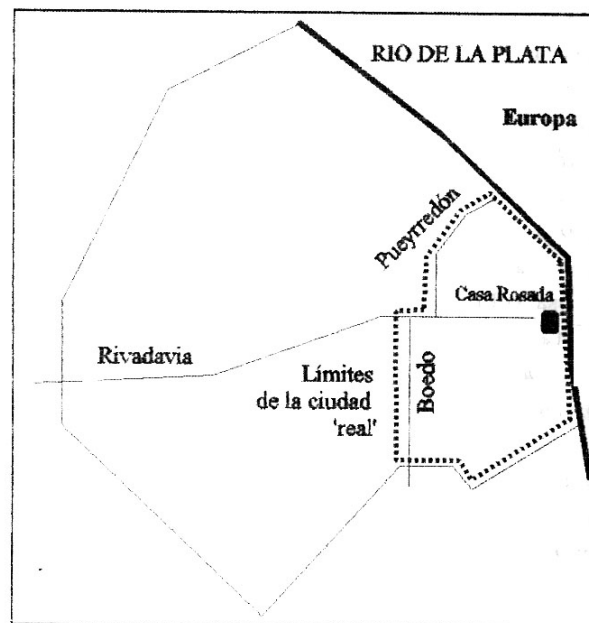 RIO DE LA PLATA
Europa
Pueyrredón
Casa Rosada
Rivadavia
Límites
de la ciudad
'real'
Boedo